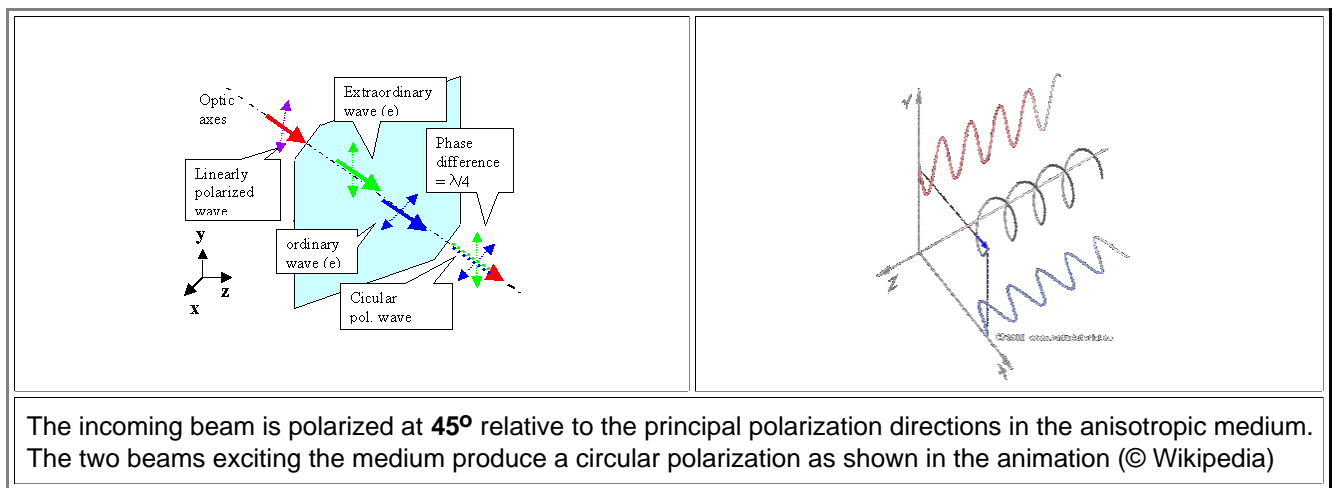 Optic
axes
Extraordinary
wave (e)
Phase
difference
= λ/4
Linearly
polarized
wave
ordinary
wave (e)
Cicular
pol. wave
y
z
x
Y
Z
X
The incoming beam is polarized at 45º relative to the principal polarization directions in the anisotropic medium.
The two beams exciting the medium produce a circular polarization as shown in the animation (© Wikipedia)